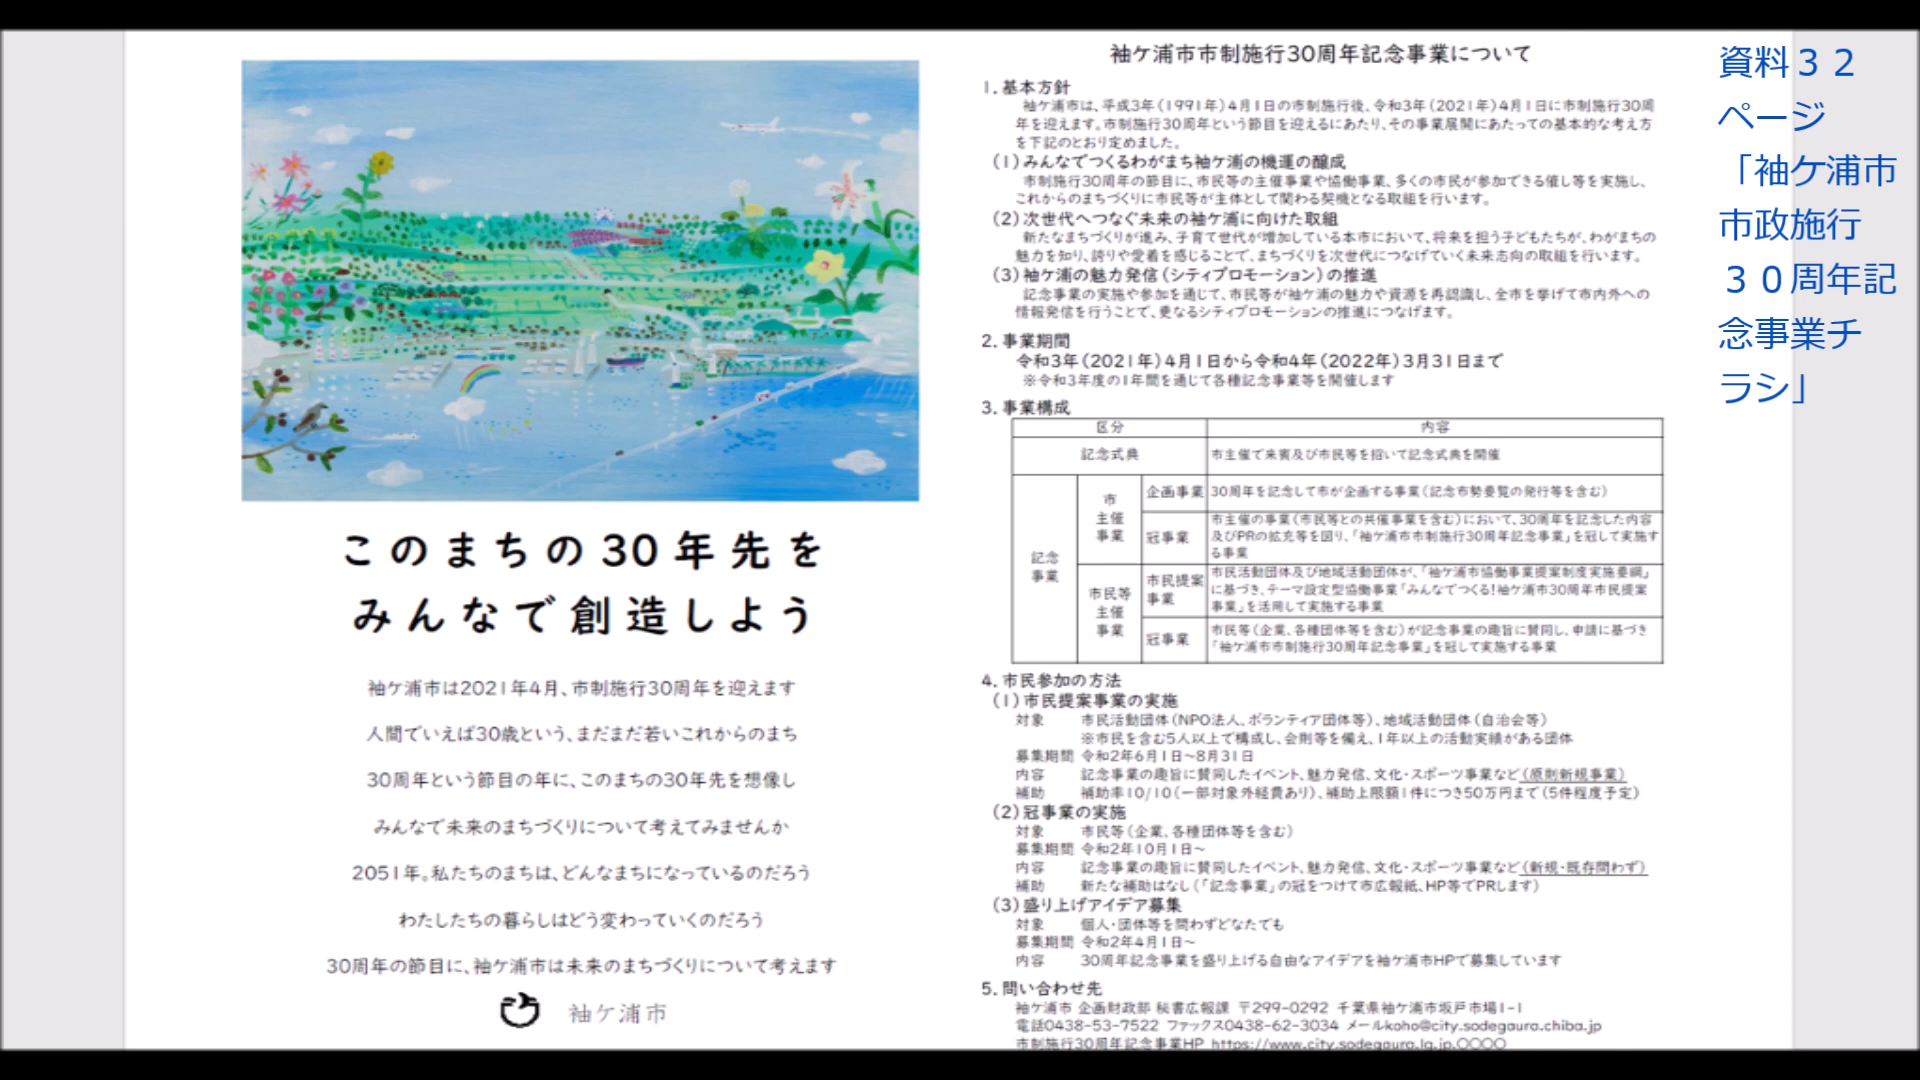 このまちの30年先を
みんなで創造しよう
袖ケ浦市は2021年4月、市制施行30周年を迎えます
人間でいえば30歳という、まだまだ若いこれからのまち
30周年という節目の年に、このまちの30年先を想像し
みんなで未来のまちづくりについて考えてみませんか
2051年。私たちのまちは、どんなまちになっているのだろう
わたしたちの暮らしはどう変わっていくのだろう
30周年の節目に、袖ケ浦市は未来のまちづくりについて考えます
袖ケ浦市
袖ケ浦市市制施行30周年記念事業について
1. 基本方針
袖ケ浦市は、平成3年(1991年)4月1日の市制施行後、令和3年(2021年)4月1日に市制施行30周
年を迎えます。市制施行30周年という節目を迎えるにあたり、その事業展開にあたっての基本的な考え方
を下記のとおり定めました。
(1)みんなでつくるわがまち袖ケ浦の機運の醸成
市制施行30周年の節目に、市民等の主催事業や協働事業、多くの市民が参加できる催し等を実施し、
これからのまちづくりに市民等が主体として関わる契機となる取組を行います。
(2)次世代へつなぐ未来の袖ケ浦に向けた取組
新たなまちづくりが進み、子育て世代が増加している本市において、将来を担う子どもたちが、わがまちの
魅力を知り、誇りや愛着を感じることで、まちづくりを次世代につなげていく未来志向の取組を行います。
(3)袖ケ浦の魅力発信(シティプロモーション)の推進
記念事業の実施や参加を通じて、市民等が袖ケ浦の魅力や資源を再認識し、全市を挙げて市内外への
情報発信を行うことで、更なるシティプロモーションの推進につなげます。
2. 事業期間
令和3年(2021年)4月1日から令和4年(2022年)3月31日まで
※令和3年度の1年間を通じて各種記念事業等を開催します
3. 事業構成
区分 内容
記念式典 市主催で来賓及び市民等を招いて記念式典を開催
記念
事業
市
主催
事業
企画事業 30周年を記念して市が企画する事業(記念市勢要覧の発行等を含む)
冠事業
市主催の事業(市民等との共催事業を含む)において、30周年を記念した内容
及びPRの拡充等を図り、「袖ケ浦市市制施行30周年記念事業」を冠して実施す
る事業
市民等
主催
事業
市民提案
事業
市民活動団体及び地域活動団体が、「袖ケ浦市協働事業提案制度実施要綱」
に基づき、テーマ設定型協働事業「みんなでつくる!袖ケ浦市30周年市民提案
事業」を活用して実施する事業
冠事業
市民等(企業、各種団体等を含む)が記念事業の趣旨に賛同し、申請に基づき
「袖ケ浦市市制施行30周年記念事業」を冠して実施する事業
4. 市民参加の方法
(1)市民提案事業の実施
対象 市民活動団体(NPO法人、ボランティア団体等)、地域活動団体(自治会等)
※市民を含む5人以上で構成し、会則等を備え、1年以上の活動実績がある団体
募集期間 令和2年6月1日~8月31日
内容 記念事業の趣旨に賛同したイベント、魅力発信、文化・スポーツ事業など(原則新規事業)
補助 補助率10/10(一部対象外経費あり)、補助上限額1件につき50万円まで(5件程度予定)
(2)冠事業の実施
対象 市民等(企業、各種団体等を含む)
募集期間 令和2年10月1日~
内容 記念事業の趣旨に賛同したイベント、魅力発信、文化・スポーツ事業など(新規・既存問わず)
補助 新たな補助はなし(「記念事業」の冠をつけて市広報紙、HP等でPRします)
(3)盛り上げアイデア募集
対象 個人・団体等を問わずどなたでも
募集期間 令和2年4月1日~
内容 30周年記念事業を盛り上げる自由なアイデアを袖ケ浦市HPで募集しています
5. 問い合わせ先
袖ケ浦市 企画財政部 秘書広報課 〒299-0292 千葉県袖ケ浦市坂戸市場1-1
電話0438-53-7522 ファックス0438-62-3034 メールkoho@city.sodegaura.chiba.jp
市制施行30周年記念事業HP https://www.city.sodegaura.lg.jp.〇〇〇〇
資料３２
ページ
「袖ケ浦市
市政施行
３０周年記
念事業チ
ラシ」